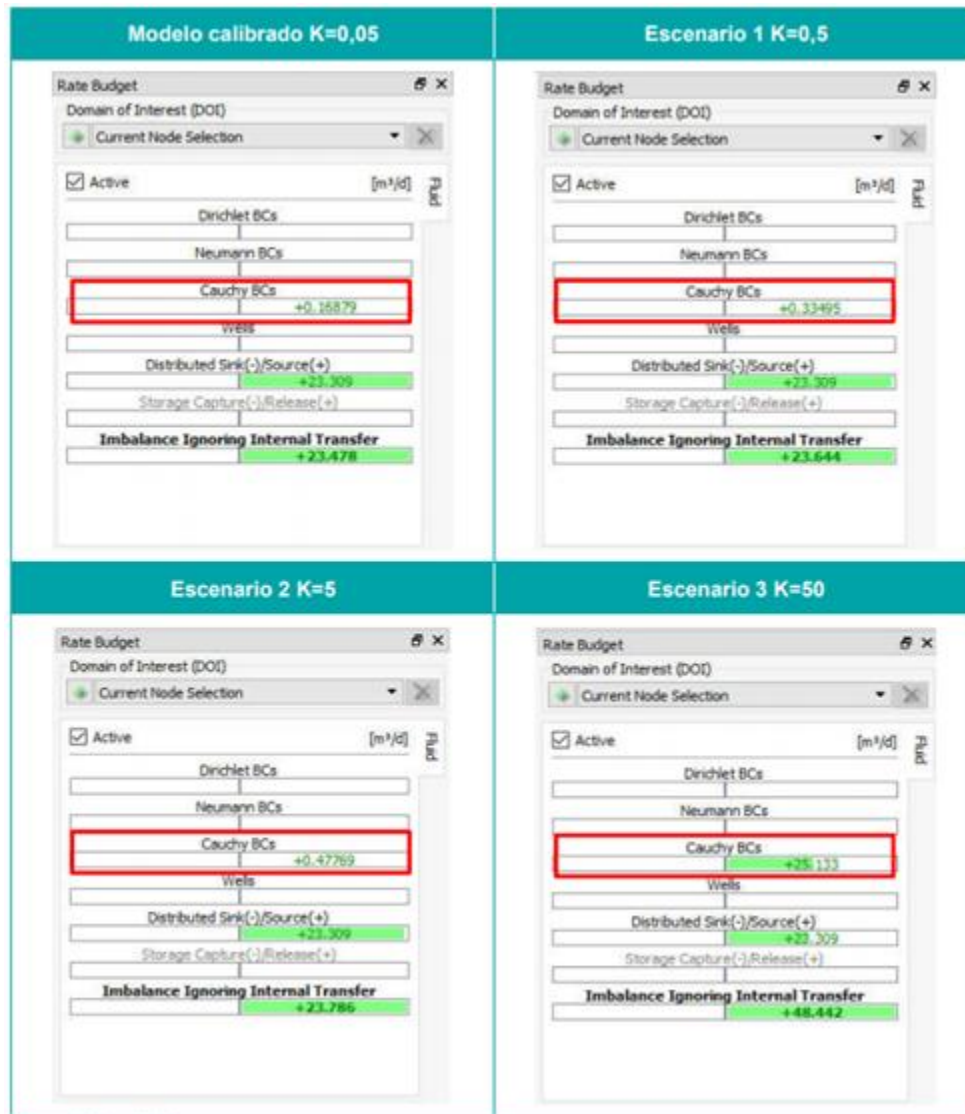 Modelo calibrado K=0,05
Rate Budget
Domain of Interest (DOI)
Current Node Selection
Active [m³/d]
Fluid
Dirichlet BCs
Neumann BCs
Cauchy BCs
+0.16879
Wells
Distributed Sink(-)/Source(+)
+23.309
Storage Capture(-)/Release(+)
Imbalance Ignoring Internal Transfer
+23.478
Escenario 1 K=0,5
Rate Budget
Domain of Interest (DOI)
Current Node Selection
Active [m³/d]
Fluid
Dirichlet BCs
Neumann BCs
Cauchy BCs
+0.33495
Wells
Distributed Sink(-)/Source(+)
+23.309
Storage Capture(-)/Release(+)
Imbalance Ignoring Internal Transfer
+23.644
Escenario 2 K=5
Rate Budget
Domain of Interest (DOI)
Current Node Selection
Active [m³/d]
Fluid
Dirichlet BCs
Neumann BCs
Cauchy BCs
+0.47769
Wells
Distributed Sink(-)/Source(+)
+23.309
Storage Capture(-)/Release(+)
Imbalance Ignoring Internal Transfer
+23.786
Escenario 3 K=50
Rate Budget
Domain of Interest (DOI)
Current Node Selection
Active [m³/d]
Fluid
Dirichlet BCs
Neumann BCs
Cauchy BCs
+25.133
Wells
Distributed Sink(-)/Source(+)
+23.309
Storage Capture(-)/Release(+)
Imbalance Ignoring Internal Transfer
+48.442